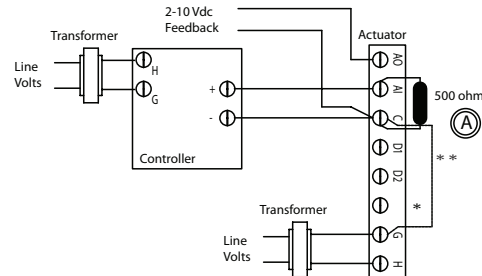 2-10 Vdc
Feedback
Transformer
Actuator
Line
Volts
H
G
+
-
Controller
AO
AI
C
D1
D2
G
H
500 ohm
A
* *
*
Transformer
Line
Volts